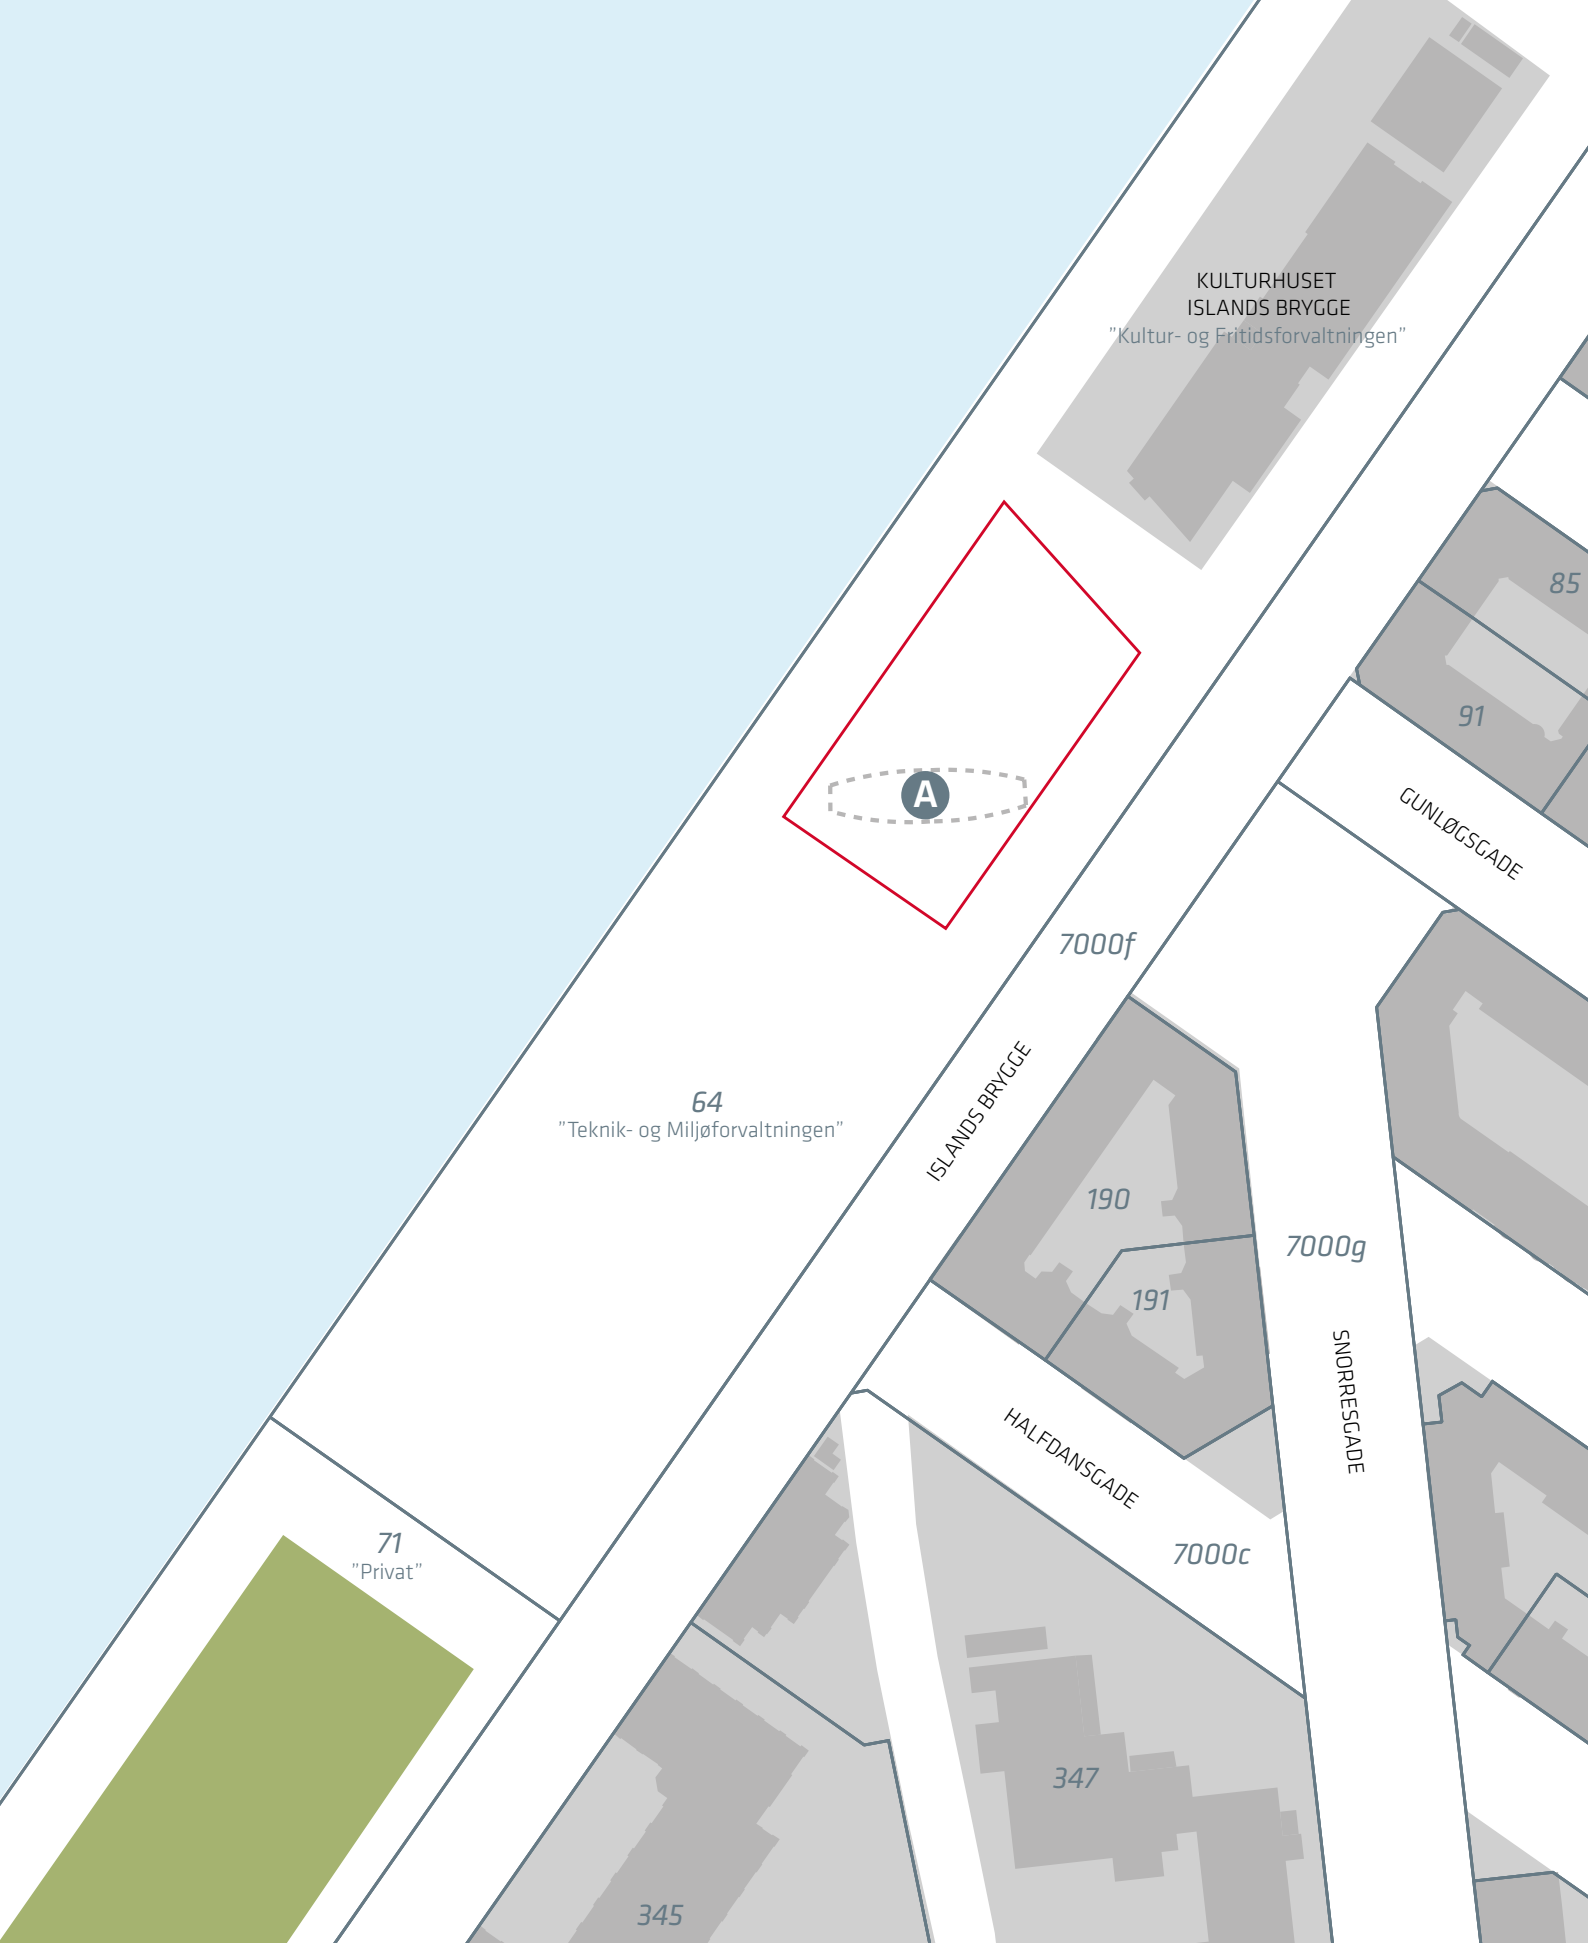 KULTURHUSET
ISLANDS BRYGGE
”Kultur- og Fritidsforvaltningen”
85
91
A
GUNLØGSGADE
7000f
ISLANDS BRYGGE
64
”Teknik- og Miljøforvaltningen”
190
7000g
191
SNORRESGADE
HALFDANSGADE
71
”Privat”
7000c
347
345